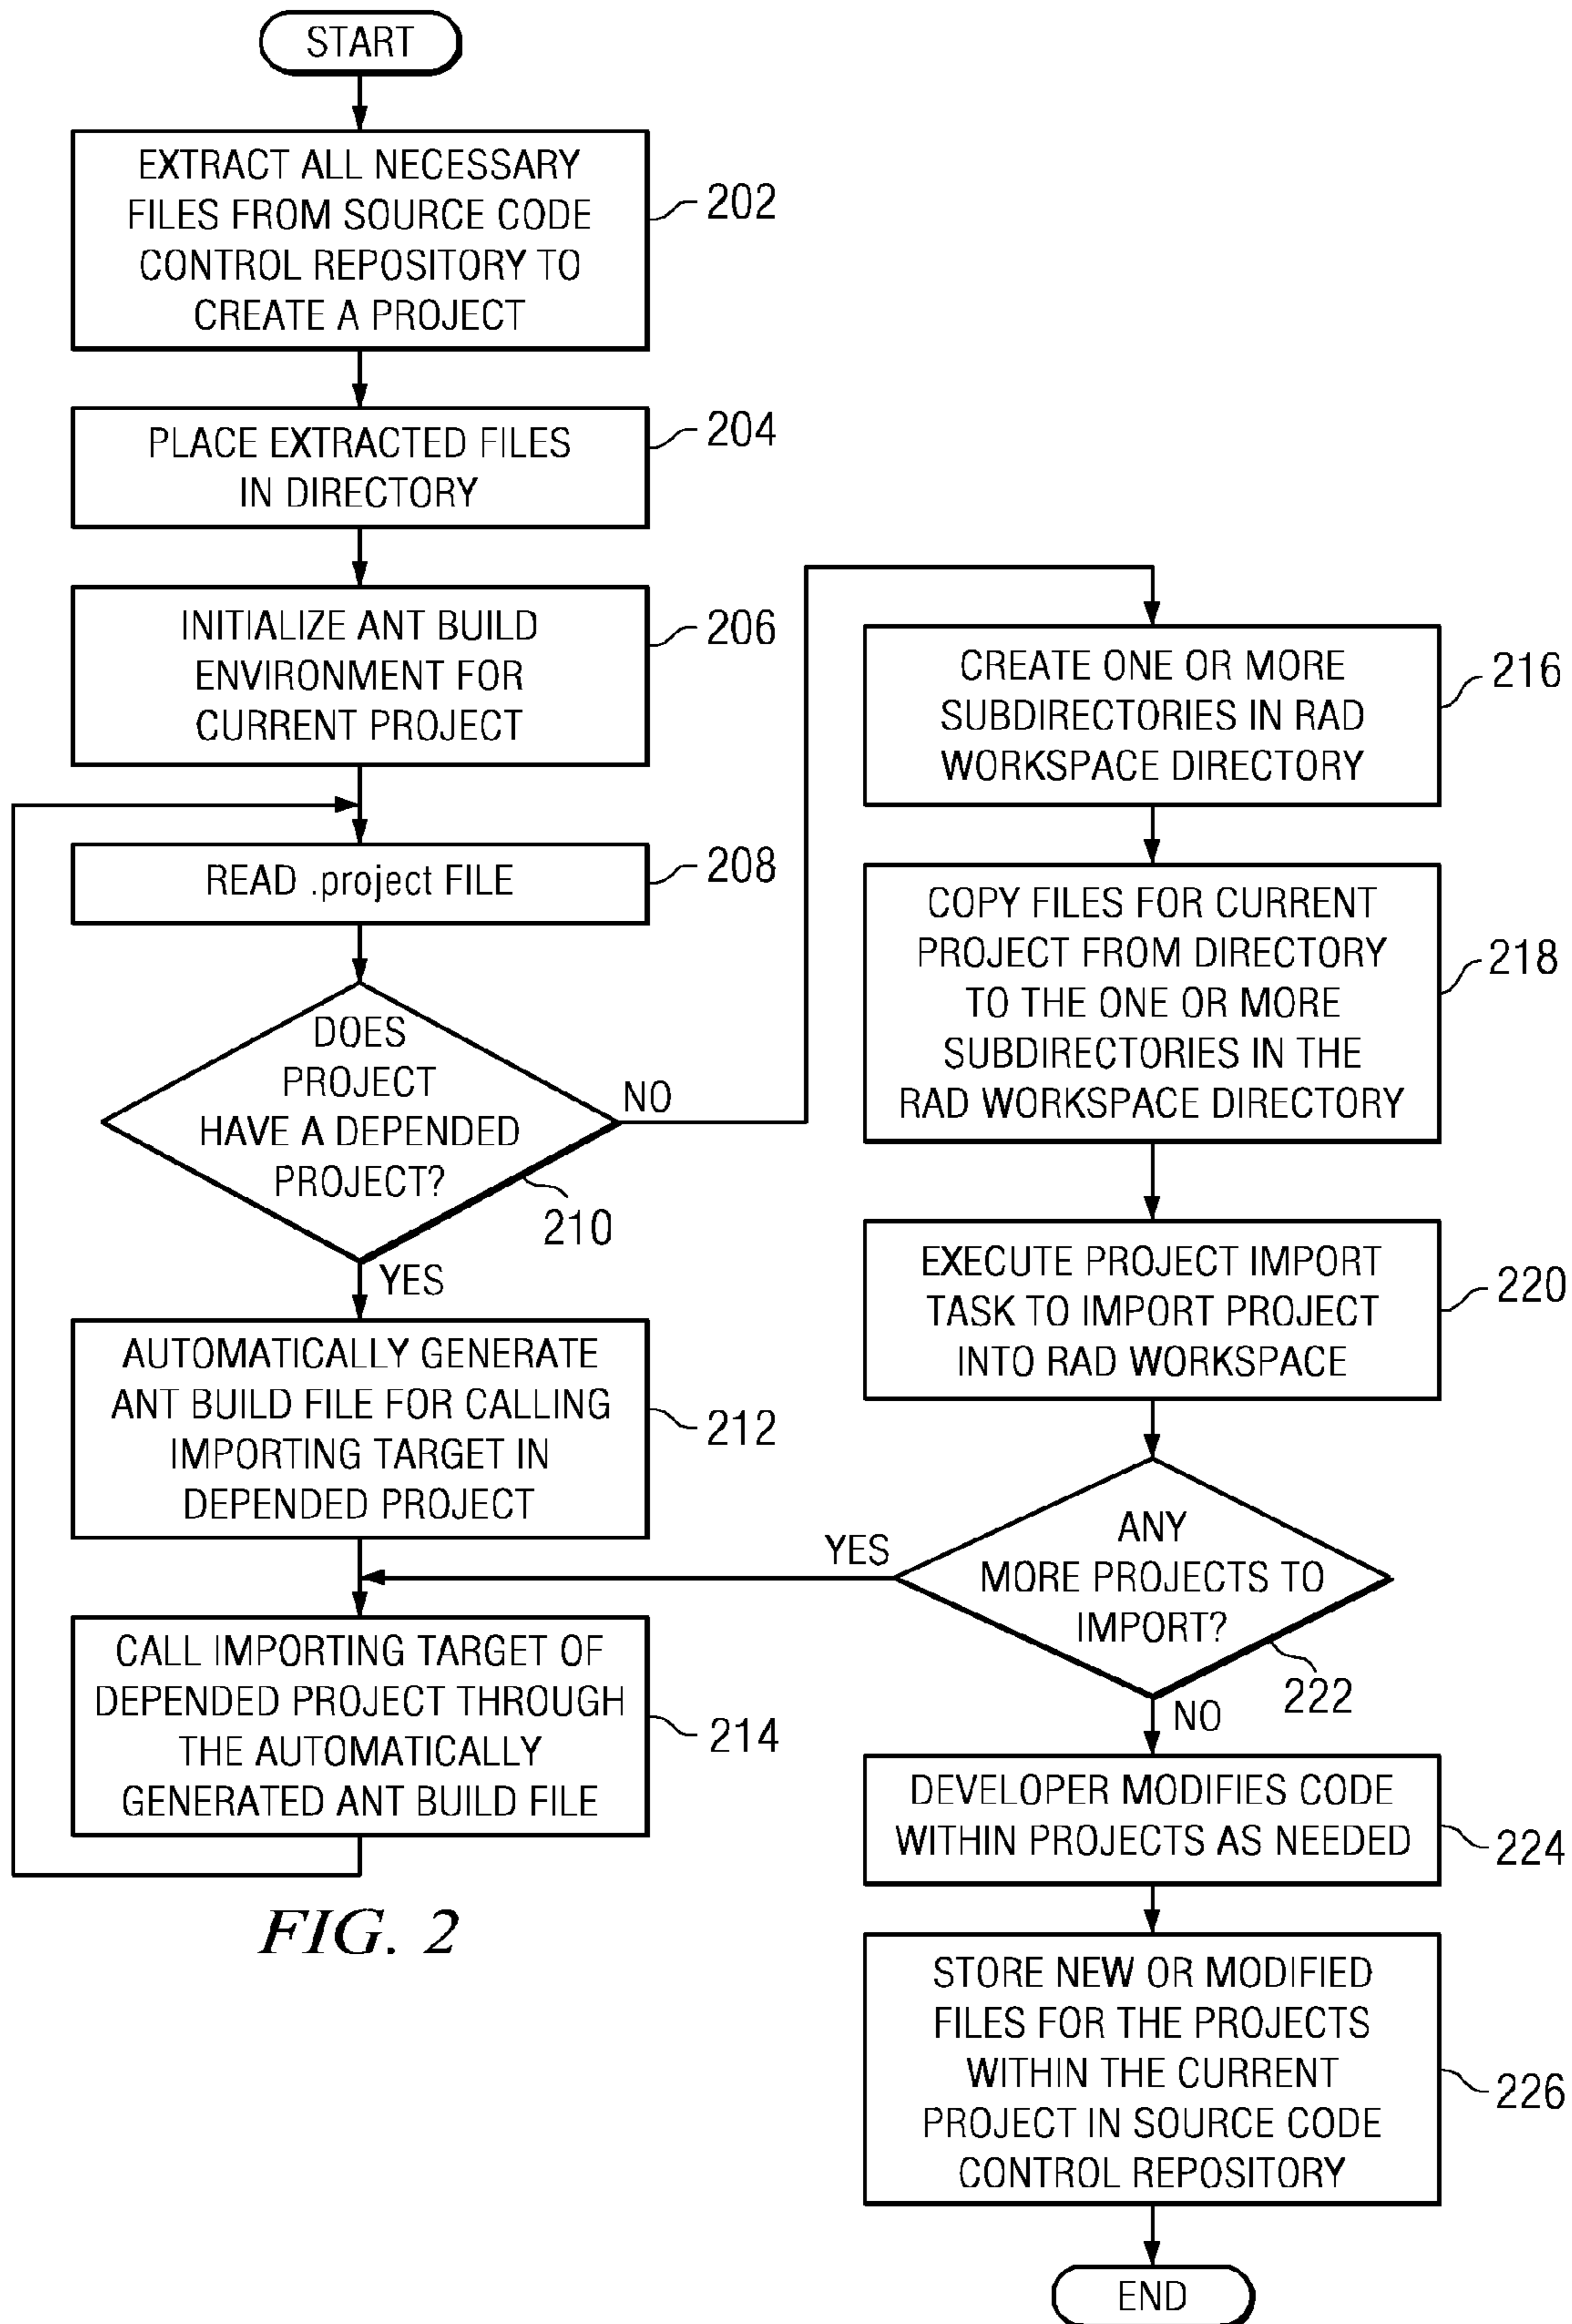 START
EXTRACT ALL NECESSARY
FILES FROM SOURCE CODE
CONTROL REPOSITORY TO
CREATE A PROJECT
202
PLACE EXTRACTED FILES
IN DIRECTORY
204
INITIALIZE ANT BUILD
ENVIRONMENT FOR
CURRENT PROJECT
206
READ .project FILE
208
DOES
PROJECT
HAVE A DEPENDED
PROJECT?
NO
210
YES
AUTOMATICALLY GENERATE
ANT BUILD FILE FOR CALLING
IMPORTING TARGET IN
DEPENDED PROJECT
212
CALL IMPORTING TARGET OF
DEPENDED PROJECT THROUGH
THE AUTOMATICALLY
GENERATED ANT BUILD FILE
214
FIG. 2
CREATE ONE OR MORE
SUBDIRECTORIES IN RAD
WORKSPACE DIRECTORY
216
COPY FILES FOR CURRENT
PROJECT FROM DIRECTORY
TO THE ONE OR MORE
SUBDIRECTORIES IN THE
RAD WORKSPACE DIRECTORY
218
EXECUTE PROJECT IMPORT
TASK TO IMPORT PROJECT
INTO RAD WORKSPACE
220
YES
ANY
MORE PROJECTS TO
IMPORT?
222
NO
DEVELOPER MODIFIES CODE
WITHIN PROJECTS AS NEEDED
224
STORE NEW OR MODIFIED
FILES FOR THE PROJECTS
WITHIN THE CURRENT
PROJECT IN SOURCE CODE
CONTROL REPOSITORY
226
END